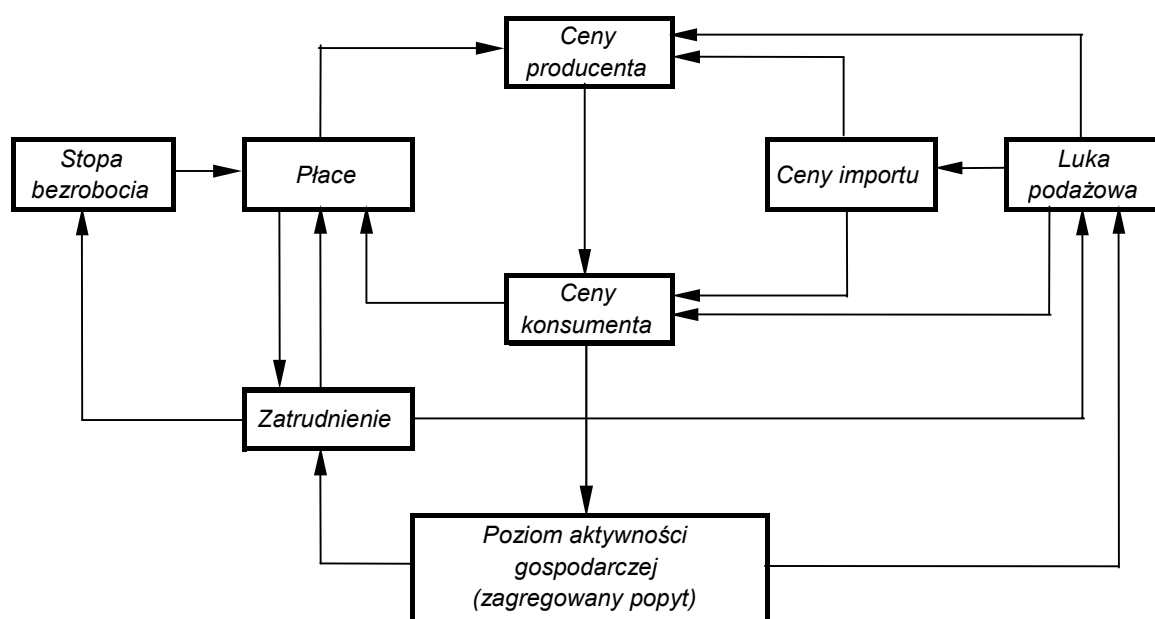 Ceny
producenta
Stopa
bezrobocia
Płace
Ceny importu
Luka
podażowa
Ceny
konsumenta
Zatrudnienie
Poziom aktywności
gospodarczej
(zagregowany popyt)